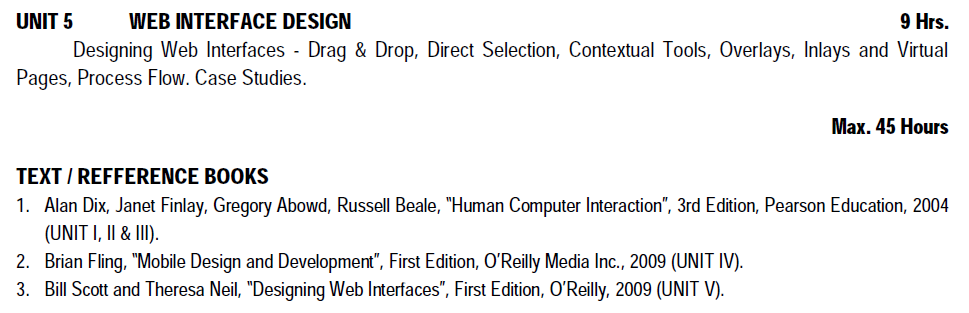 UNIT 5 WEB INTERFACE DESIGN 9 Hrs.
Designing Web Interfaces - Drag & Drop, Direct Selection, Contextual Tools, Overlays, Inlays and Virtual
Pages, Process Flow. Case Studies.
Max. 45 Hours
TEXT / REFFERENCE BOOKS
1. Alan Dix, Janet Finlay, Gregory Abowd, Russell Beale, "Human Computer Interaction", 3rd Edition, Pearson Education, 2004
(UNIT I, II & III).
2. Brian Fling, "Mobile Design and Development", First Edition, O'Reilly Media Inc., 2009 (UNIT IV).
3. Bill Scott and Theresa Neil, "Designing Web Interfaces", First Edition, O'Reilly, 2009 (UNIT V).